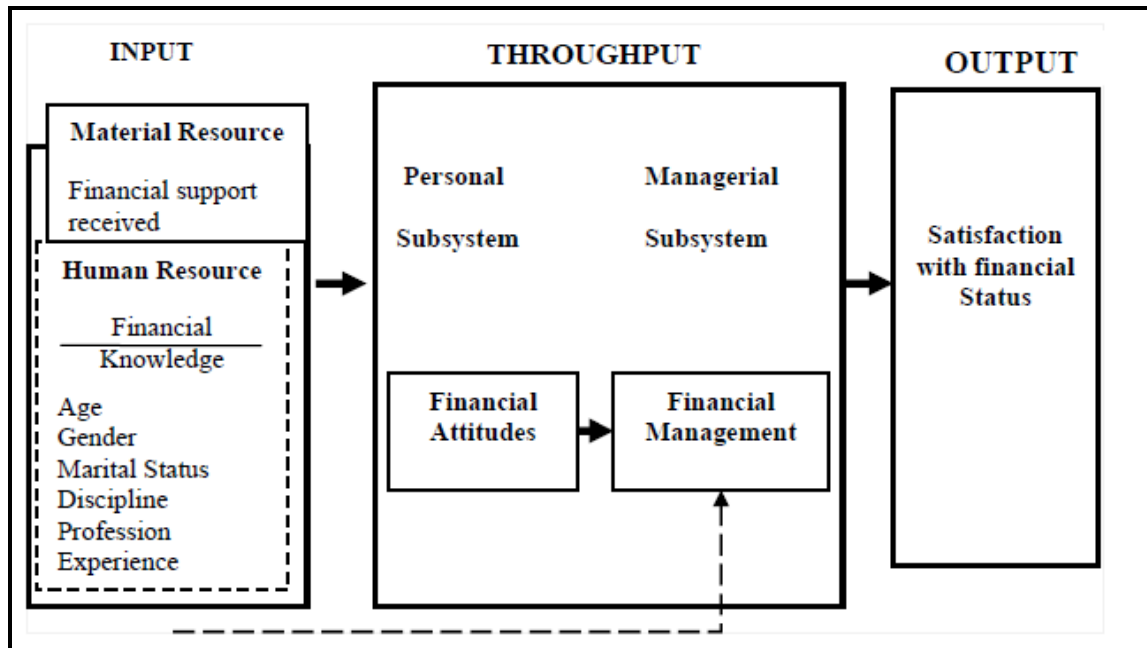 INPUT
Material Resource
Financial support
received
Human Resource
Financial
Knowledge
Age
Gender
Marital Status
Discipline
Profession
Experience
THROUGHPUT
Personal
Subsystem
Managerial
Subsystem
Financial
Attitudes
Financial
Management
OUTPUT
Satisfaction
with financial
Status